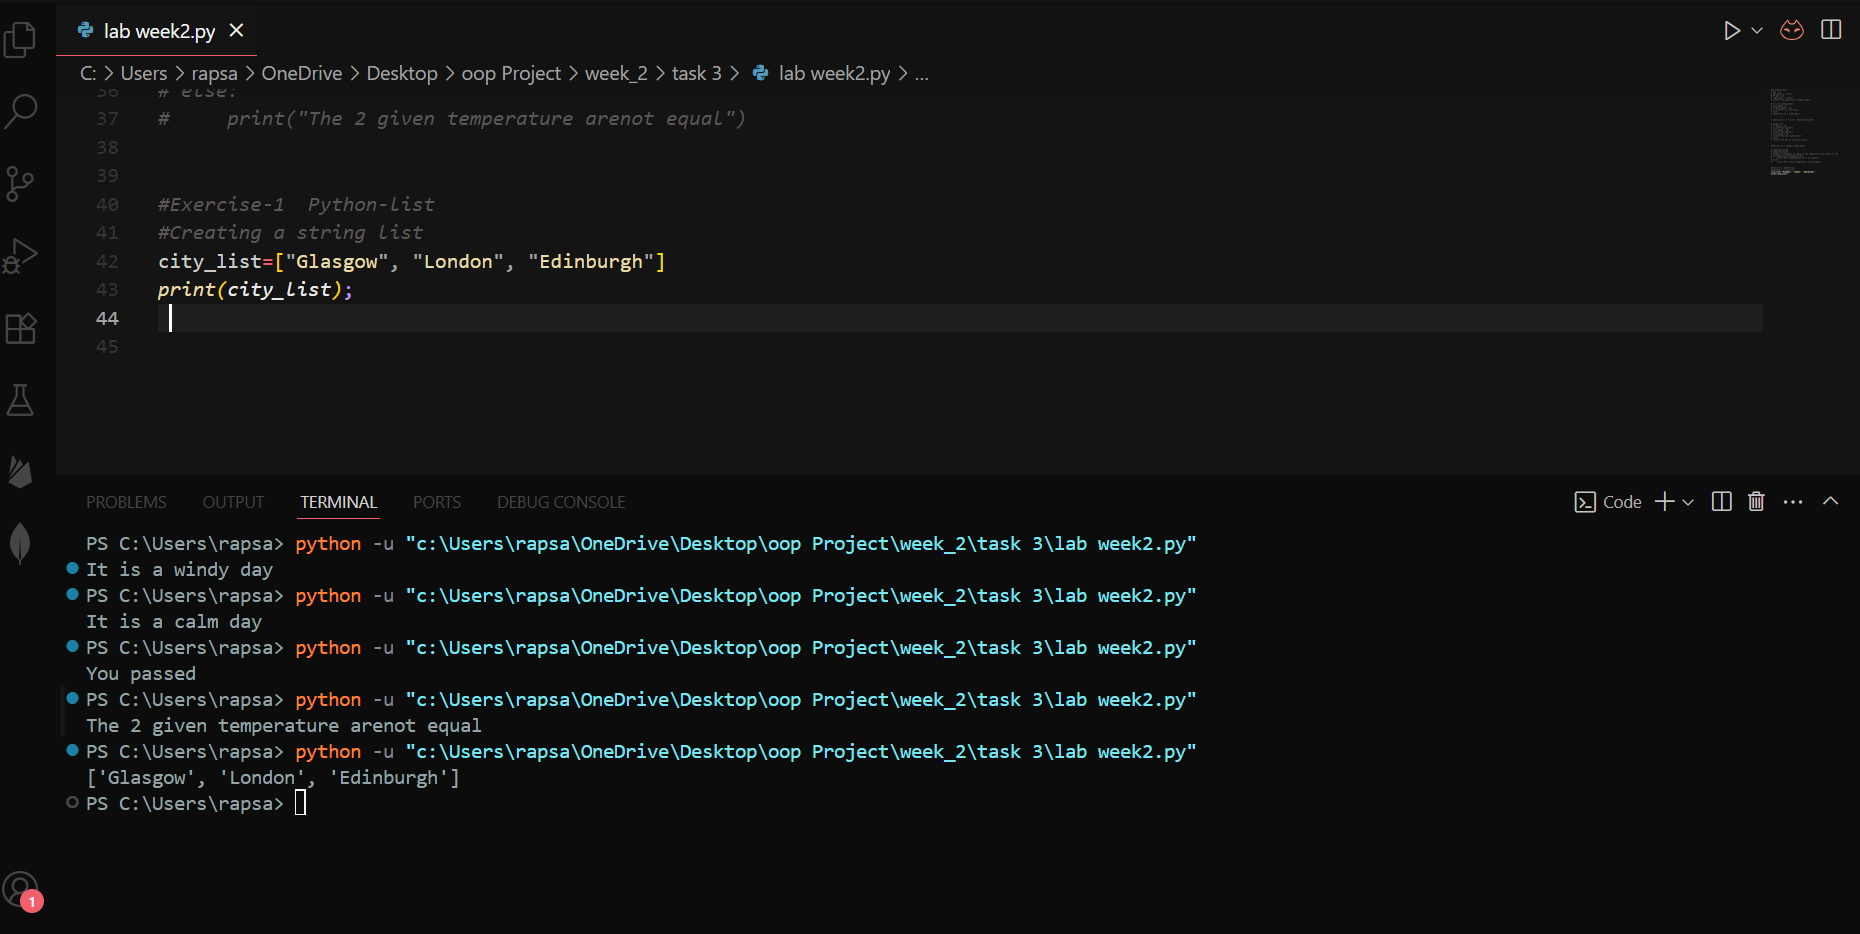 lab week2.py
C: > Users > rapsa > OneDrive > Desktop > oop Project > week_2 > task 3 > lab week2.py > ...
36 # else:
37 #     print("The 2 given temperature arenot equal")
38
39
40 #Exercise-1  Python-list
41 #Creating a string list
42 city_list=["Glasgow", "London", "Edinburgh"]
43 print(city_list);
44
45
PROBLEMS OUTPUT TERMINAL PORTS DEBUG CONSOLE Code
PS C:\Users\rapsa> python -u "c:\Users\rapsa\OneDrive\Desktop\oop Project\week_2\task 3\lab week2.py"
It is a windy day
PS C:\Users\rapsa> python -u "c:\Users\rapsa\OneDrive\Desktop\oop Project\week_2\task 3\lab week2.py"
It is a calm day
PS C:\Users\rapsa> python -u "c:\Users\rapsa\OneDrive\Desktop\oop Project\week_2\task 3\lab week2.py"
You passed
PS C:\Users\rapsa> python -u "c:\Users\rapsa\OneDrive\Desktop\oop Project\week_2\task 3\lab week2.py"
The 2 given temperature arenot equal
PS C:\Users\rapsa> python -u "c:\Users\rapsa\OneDrive\Desktop\oop Project\week_2\task 3\lab week2.py"
['Glasgow', 'London', 'Edinburgh']
PS C:\Users\rapsa>
1